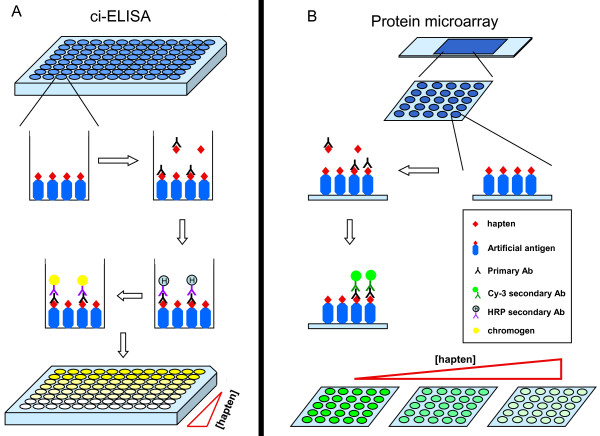 A
ci-ELISA
H
H
[hapten]
B
Protein microarray
hapten
Artificial antigen
Primary Ab
Cy-3 secondary Ab
H
HRP secondary Ab
chromogen
[hapten]